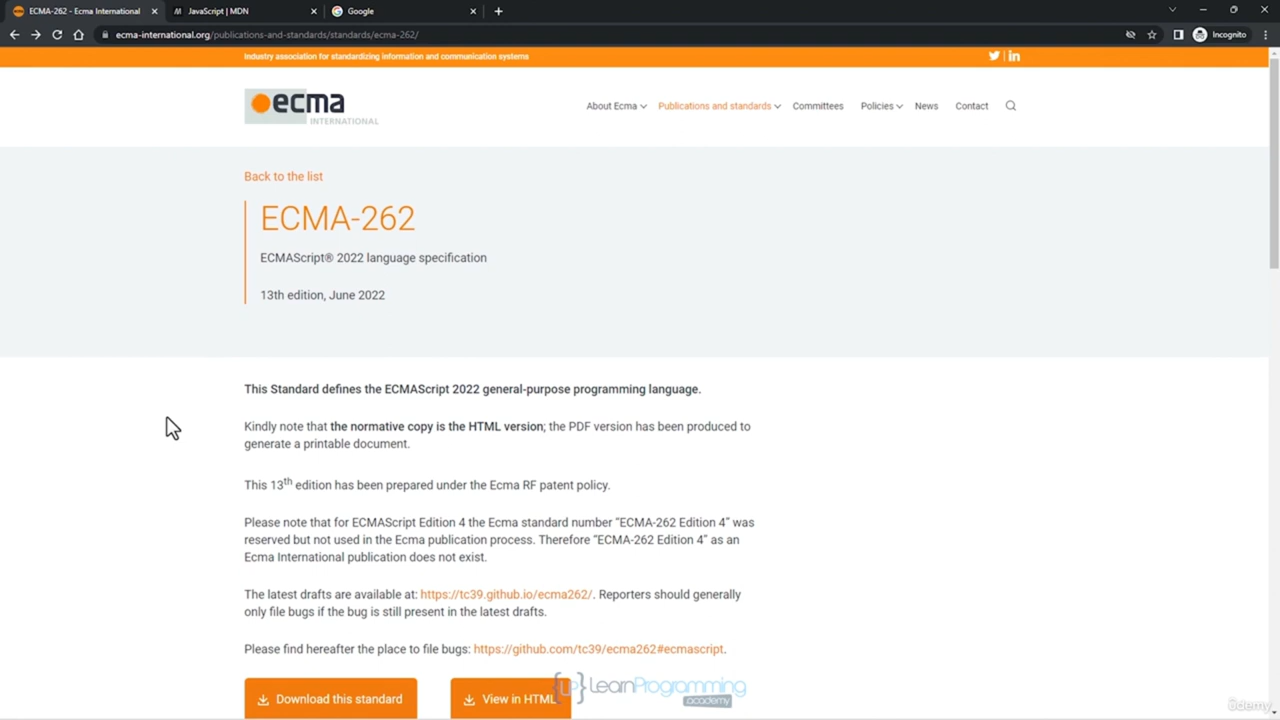 ECMA-262 - Ecma International
JavaScript | MDN
Google
ecma-international.org/publications-and-standards/standards/ecma-262/
Incognito
Industry association for standardizing information and communication systems
ecma
INTERNATIONAL
About Ecma
Publications and standards
Committees
Policies
News
Contact
Back to the list
ECMA-262
ECMAScript® 2022 language specification
13th edition, June 2022
This Standard defines the ECMAScript 2022 general-purpose programming language.
Kindly note that the normative copy is the HTML version; the PDF version has been produced to
generate a printable document.
This 13th edition has been prepared under the Ecma RF patent policy.
Please note that for ECMAScript Edition 4 the Ecma standard number “ECMA-262 Edition 4” was
reserved but not used in the Ecma publication process. Therefore “ECMA-262 Edition 4” as an
Ecma International publication does not exist.
The latest drafts are available at: https://tc39.github.io/ecma262/. Reporters should generally
only file bugs if the bug is still present in the latest drafts.
Please find hereafter the place to file bugs: https://github.com/tc39/ecma262#ecmascript.
Download this standard
View in HTML
{LP} LearnProgramming
academy
ûdemy